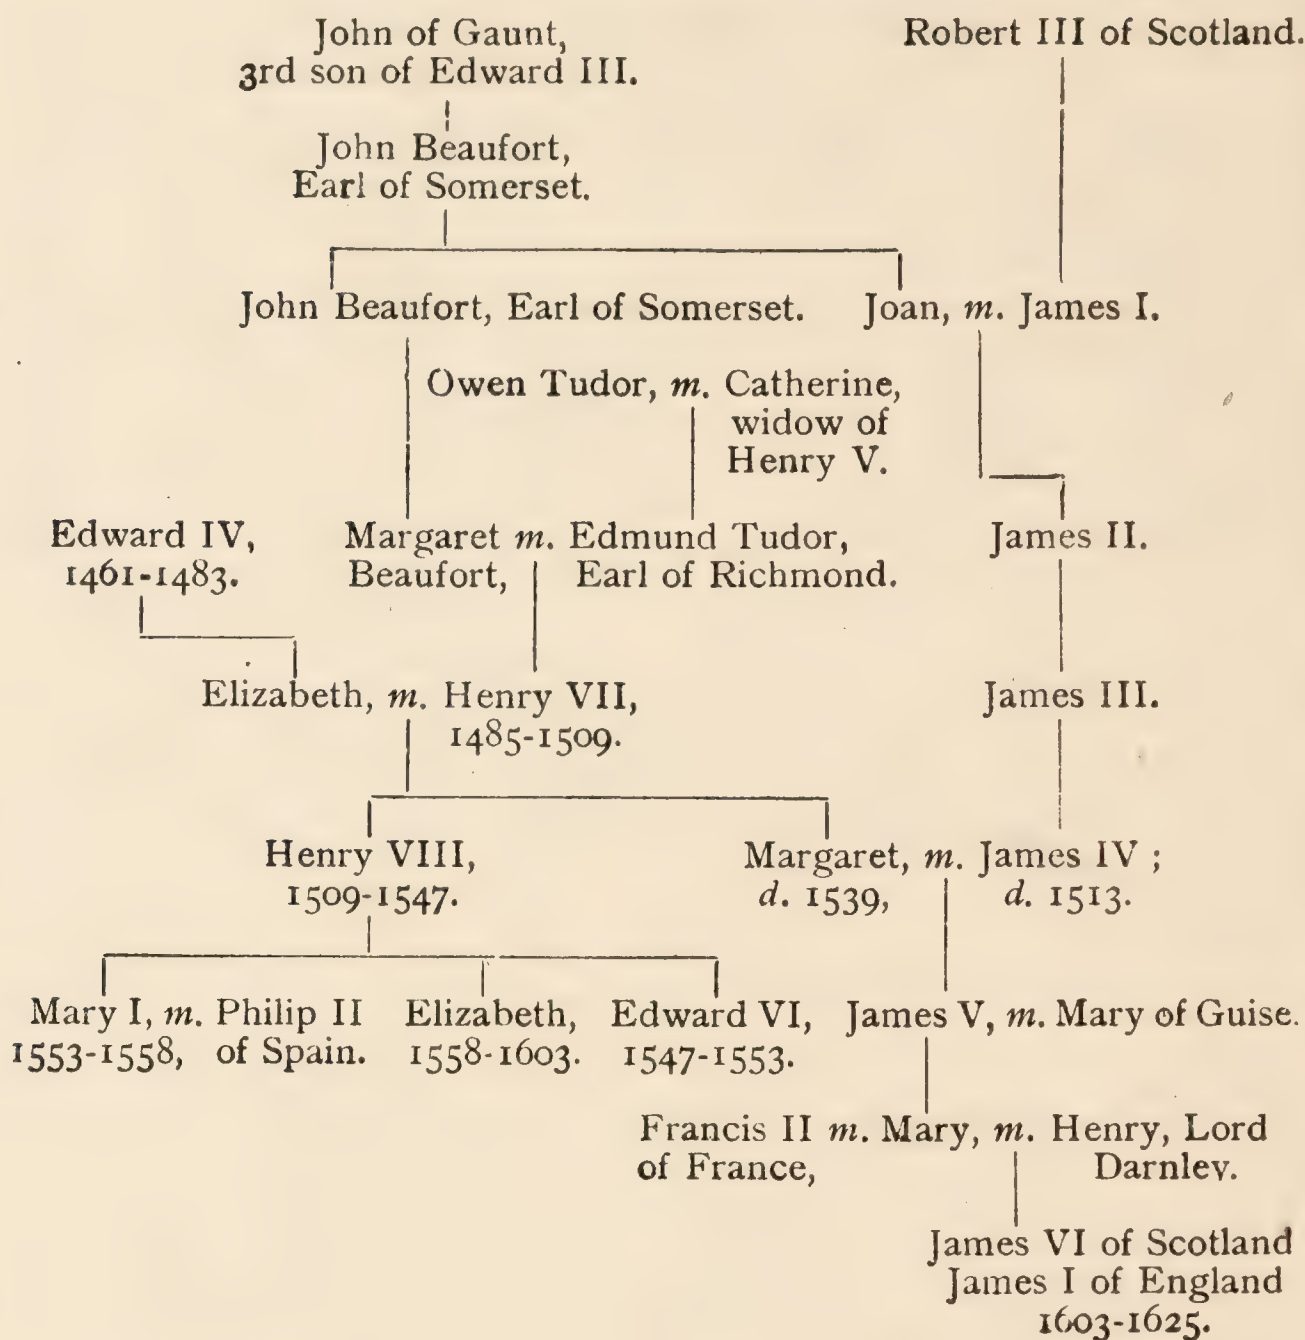 John of Gaunt,
3rd son of Edward III.
Robert III of Scotland.
John Beaufort,
Earl of Somerset.
John Beaufort, Earl of Somerset.
Joan, m. James I.
Owen Tudor, m. Catherine,
widow of
Henry V.
Edward IV,
1461-1483.
Margaret m. Edmund Tudor,
Beaufort, Earl of Richmond.
James II.
Elizabeth, m. Henry VII,
1485-1509.
James III.
Henry VIII,
1509-1547.
Margaret, m. James IV ;
d. 1539, d. 1513.
Mary I, m. Philip II
1553-1558, of Spain.
Elizabeth,
1558-1603.
Edward VI,
1547-1553.
James V, m. Mary of Guise.
Francis II m. Mary, m. Henry, Lord
of France, Darnley.
James VI of Scotland
James I of England
1603-1625.